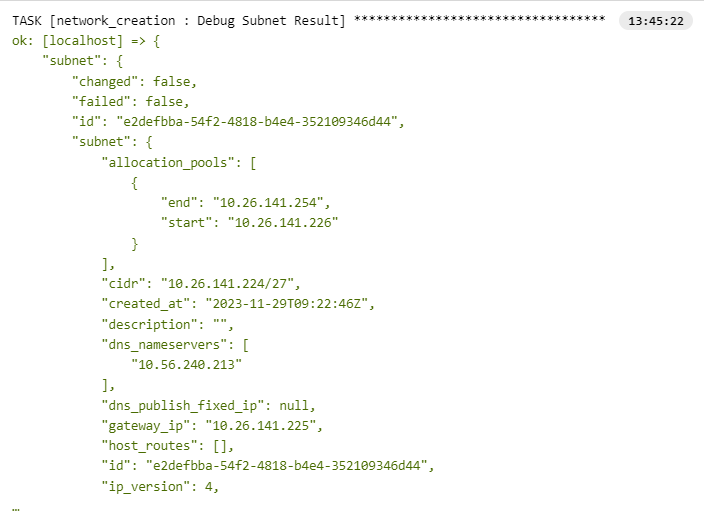 TASK [network_creation : Debug Subnet Result] ********************************** 13:45:22
ok: [localhost] => {
    "subnet": {
        "changed": false,
        "failed": false,
        "id": "e2defbba-54f2-4818-b4e4-352109346d44",
        "subnet": {
            "allocation_pools": [
                {
                    "end": "10.26.141.254",
                    "start": "10.26.141.226"
                }
            ],
            "cidr": "10.26.141.224/27",
            "created_at": "2023-11-29T09:22:46Z",
            "description": "",
            "dns_nameservers": [
                "10.56.240.213"
            ],
            "dns_publish_fixed_ip": null,
            "gateway_ip": "10.26.141.225",
            "host_routes": [],
            "id": "e2defbba-54f2-4818-b4e4-352109346d44",
            "ip_version": 4,
…